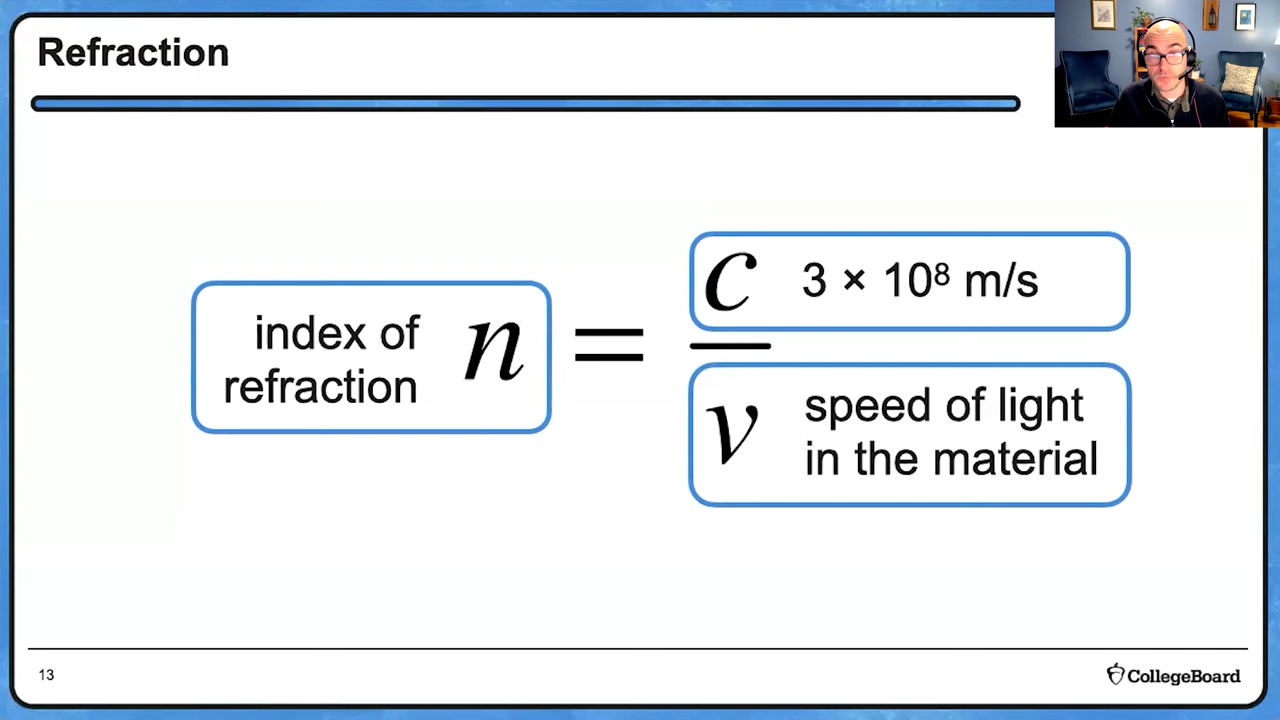 Refraction
index of
refraction
n
=
c
3 × 10⁸ m/s
v
speed of light
in the material
13
CollegeBoard